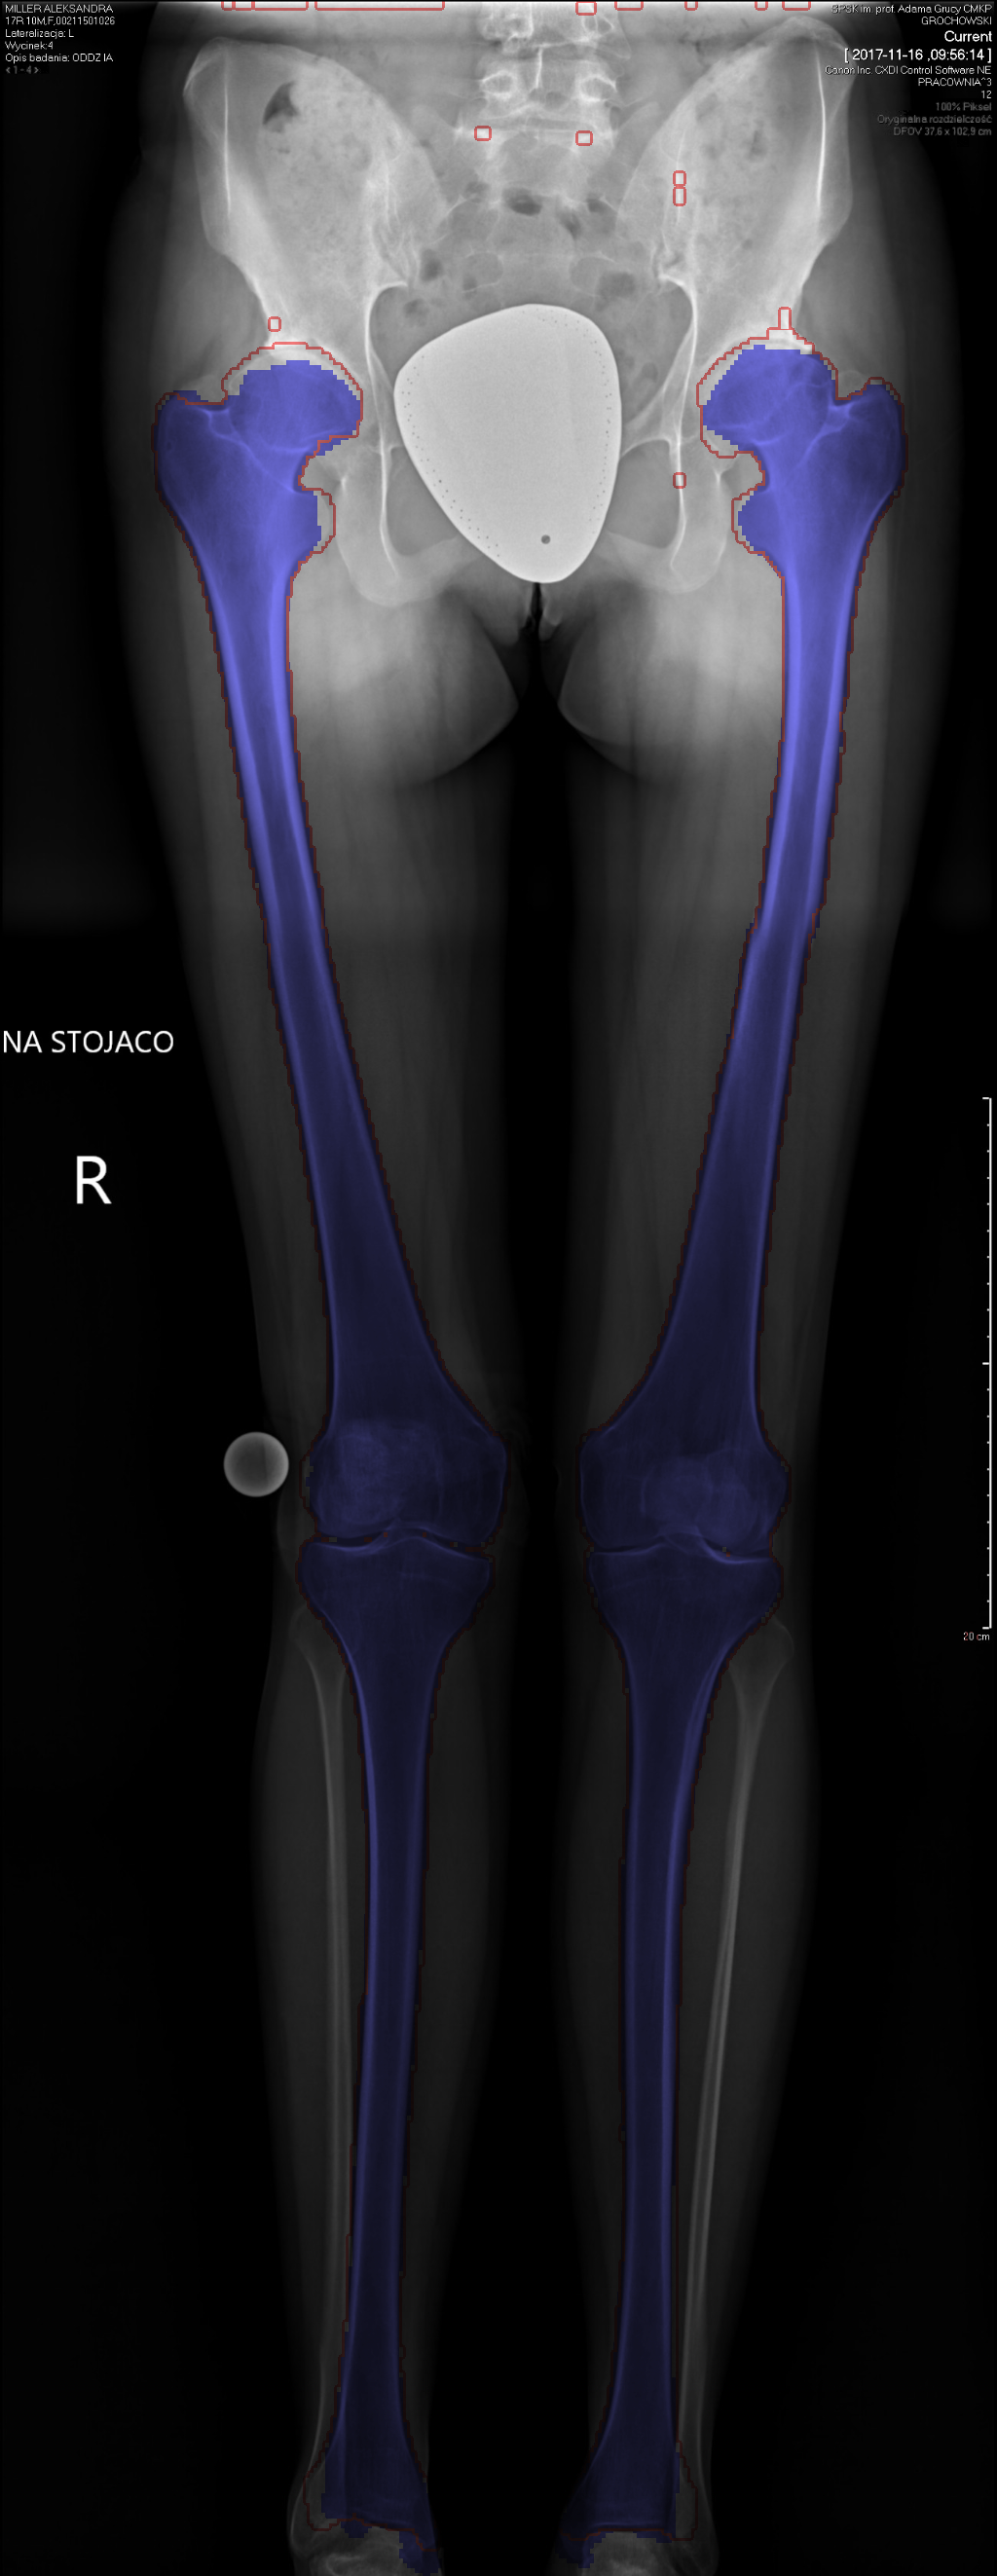 MILLER ALEKSANDRA
17R 10M,F,00211501026
Lateralizacja: L
Wycinek:4
Opis badania: ODDZ IA
< 1 - 4 >
SPSK im. prof. Adama Grucy CMKP
GROCHOWSKI
Current
[ 2017-11-16 ,09:56:14 ]
Canon Inc. CXDI Control Software NE
PRACOWNIA^3
12
100% Piksel
Oryginalna rozdzielczość
DFOV 37,6 x 102,9 cm
NA STOJACO
R
20 cm